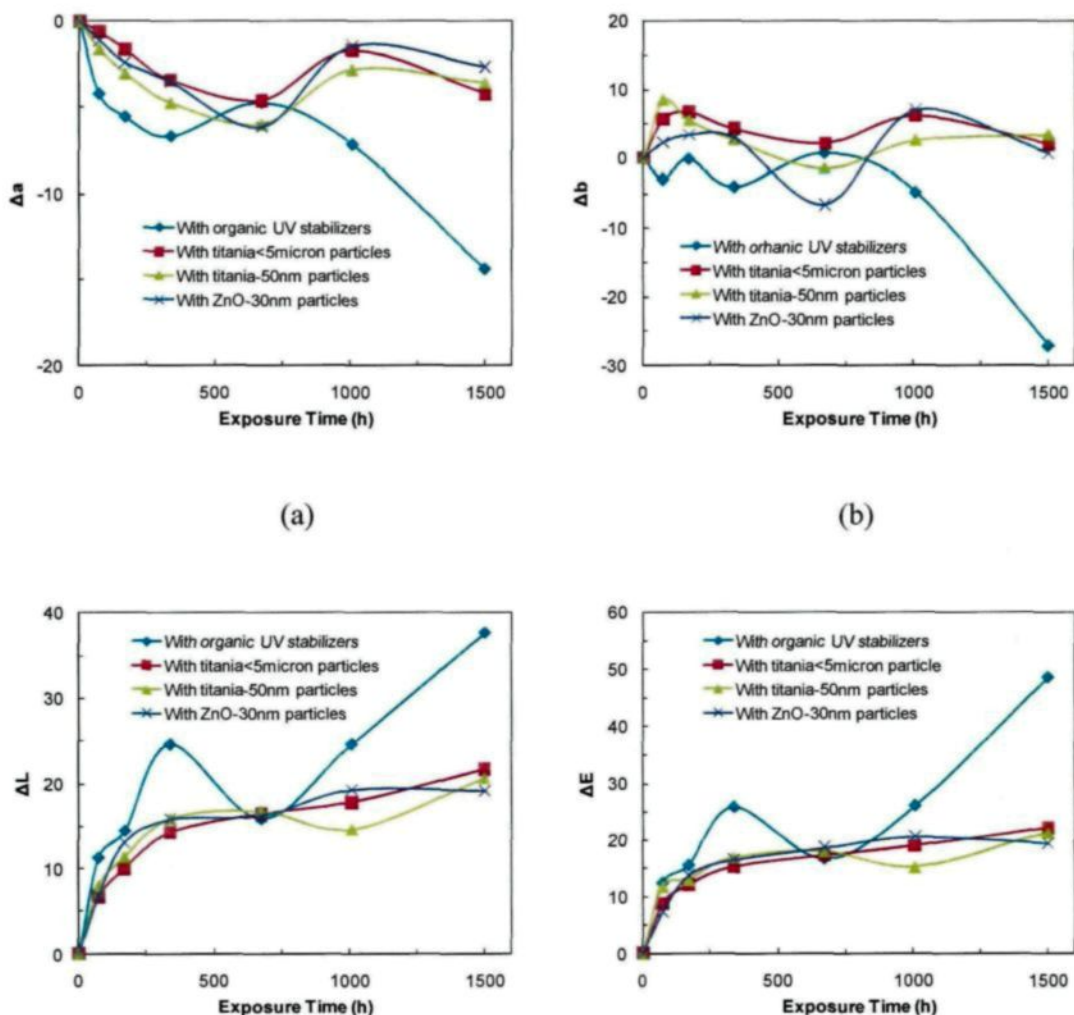 0
-10
-20
Δa
With organic UV stabilizers
With titania<5micron particles
With titania-50nm particles
With ZnO-30nm particles
0 500 1000 1500
Exposure Time (h)
(a)
20
10
0
-10
-20
-30
Δb
With orhanic UV stabilizers
With titania<5micron particles
With titania-50nm particles
With ZnO-30nm particles
0 500 1000 1500
Exposure Time (h)
(b)
40
30
20
10
0
ΔL
With organic UV stabilizers
With titania<5micron particles
With titania-50nm particles
With ZnO-30nm particles
0 500 1000 1500
Exposure Time (h)
60
50
40
30
20
10
0
ΔE
With organic UV stabilizers
With titania<5micron particle
With titania-50nm particles
With ZnO-30nm particles
0 500 1000 1500
Exposure Time (h)